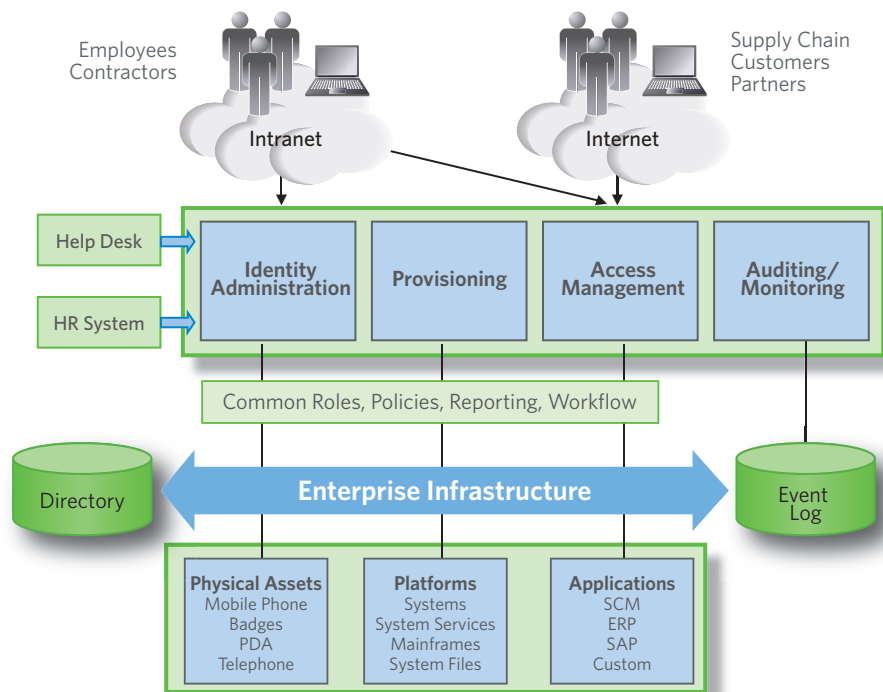 Employees
Contractors
Supply Chain
Customers
Partners
Intranet
Internet
Help Desk
HR System
Identity
Administration
Provisioning
Access
Management
Auditing/
Monitoring
Common Roles, Policies, Reporting, Workflow
Directory
Enterprise Infrastructure
Event
Log
Physical Assets
Mobile Phone
Badges
PDA
Telephone
Platforms
Systems
System Services
Mainframes
System Files
Applications
SCM
ERP
SAP
Custom